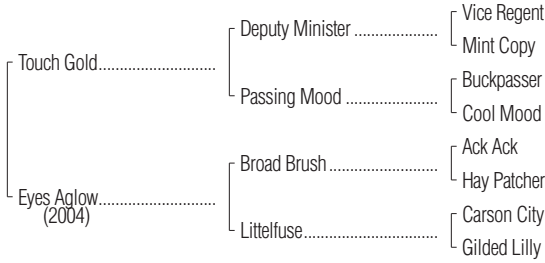 Touch Gold
Deputy Minister
Vice Regent
Mint Copy
Passing Mood
Buckpasser
Cool Mood
Eyes Aglow
(2004)
Broad Brush
Ack Ack
Hay Patcher
Littelfuse
Carson City
Gilded Lilly